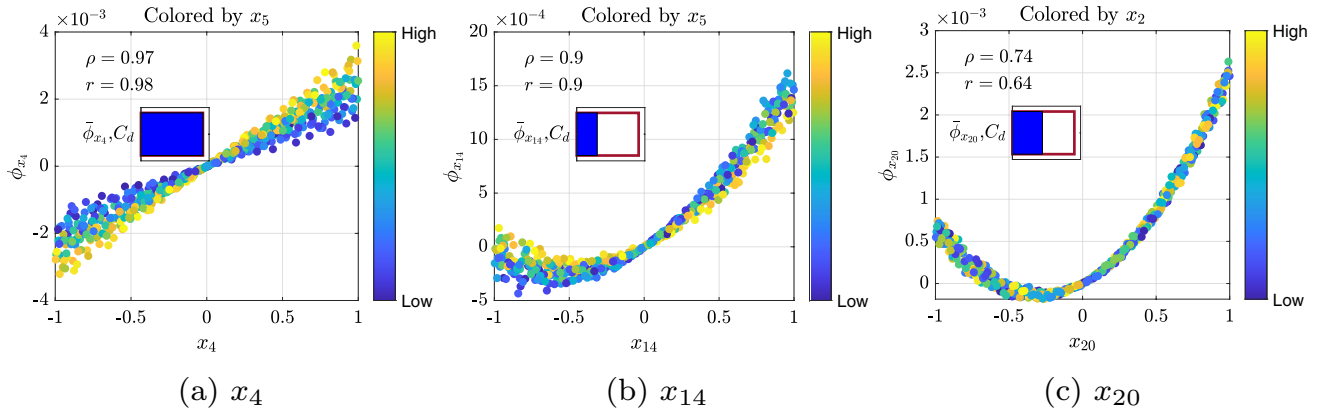 ×10⁻³ Colored by x₅
ρ = 0.97
r = 0.98
ϕ̄ₓ₄,C_d
ϕₓ₄
4
2
0
-2
-4
-1 -0.5 0 0.5 1
x₄
High
Low
(a) x₄
×10⁻⁴ Colored by x₅
ρ = 0.9
r = 0.9
ϕ̄ₓ₁₄,C_d
ϕₓ₁₄
20
15
10
5
0
-5
-1 -0.5 0 0.5 1
x₁₄
High
Low
(b) x₁₄
×10⁻³ Colored by x₂
ρ = 0.74
r = 0.64
ϕ̄ₓ₂₀,C_d
ϕₓ₂₀
3
2.5
2
1.5
1
0.5
0
-1 -0.5 0 0.5 1
x₂₀
High
Low
(c) x₂₀